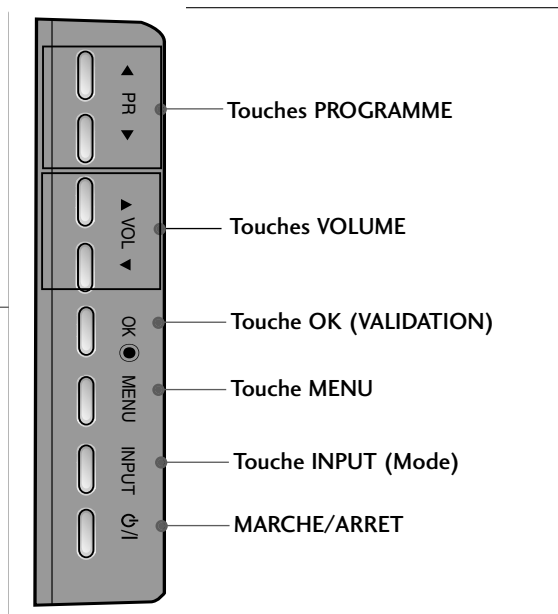 PR
Touches PROGRAMME
VOL
Touches VOLUME
OK
Touche OK (VALIDATION)
MENU
Touche MENU
INPUT
Touche INPUT (Mode)
/I
MARCHE/ARRET